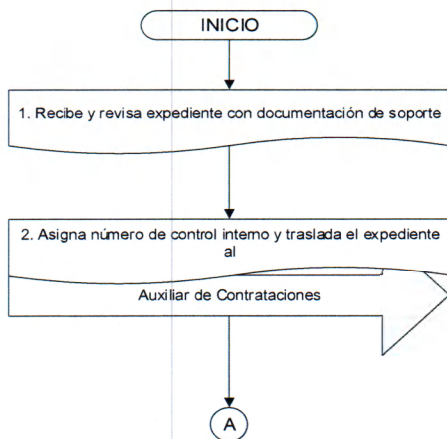 INICIO
1. Recibe y revisa expediente con documentación de soporte
2. Asigna número de control interno y traslada el expediente
al
Auxiliar de Contrataciones
A